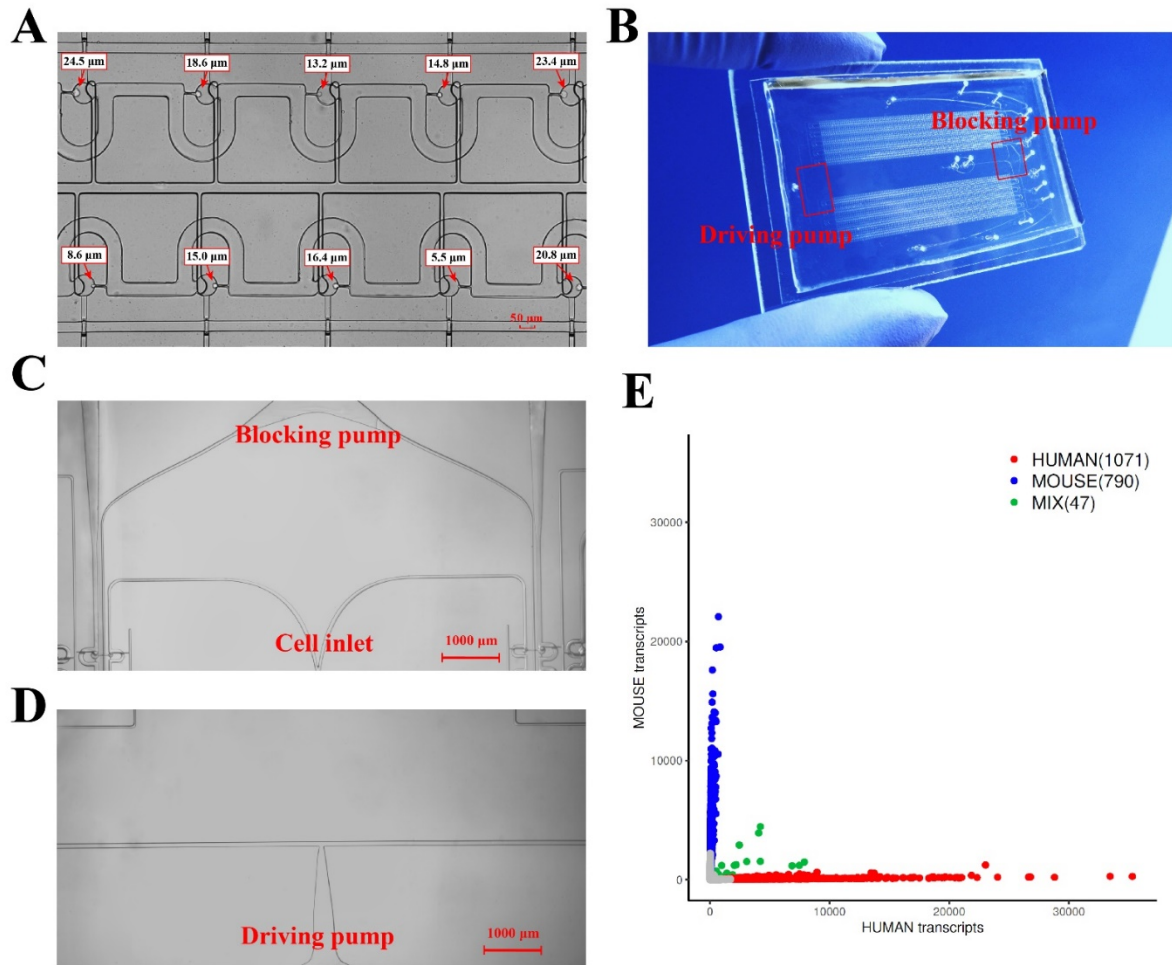 A
24.5 μm
18.6 μm
13.2 μm
14.8 μm
23.4 μm
8.6 μm
15.0 μm
16.4 μm
5.5 μm
20.8 μm
50 μm
B
Blocking pump
Driving pump
C
Blocking pump
Cell inlet
1000 μm
D
Driving pump
1000 μm
E
HUMAN(1071)
MOUSE(790)
MIX(47)
MOUSE transcripts
30000
20000
10000
0
0
10000
20000
30000
HUMAN transcripts